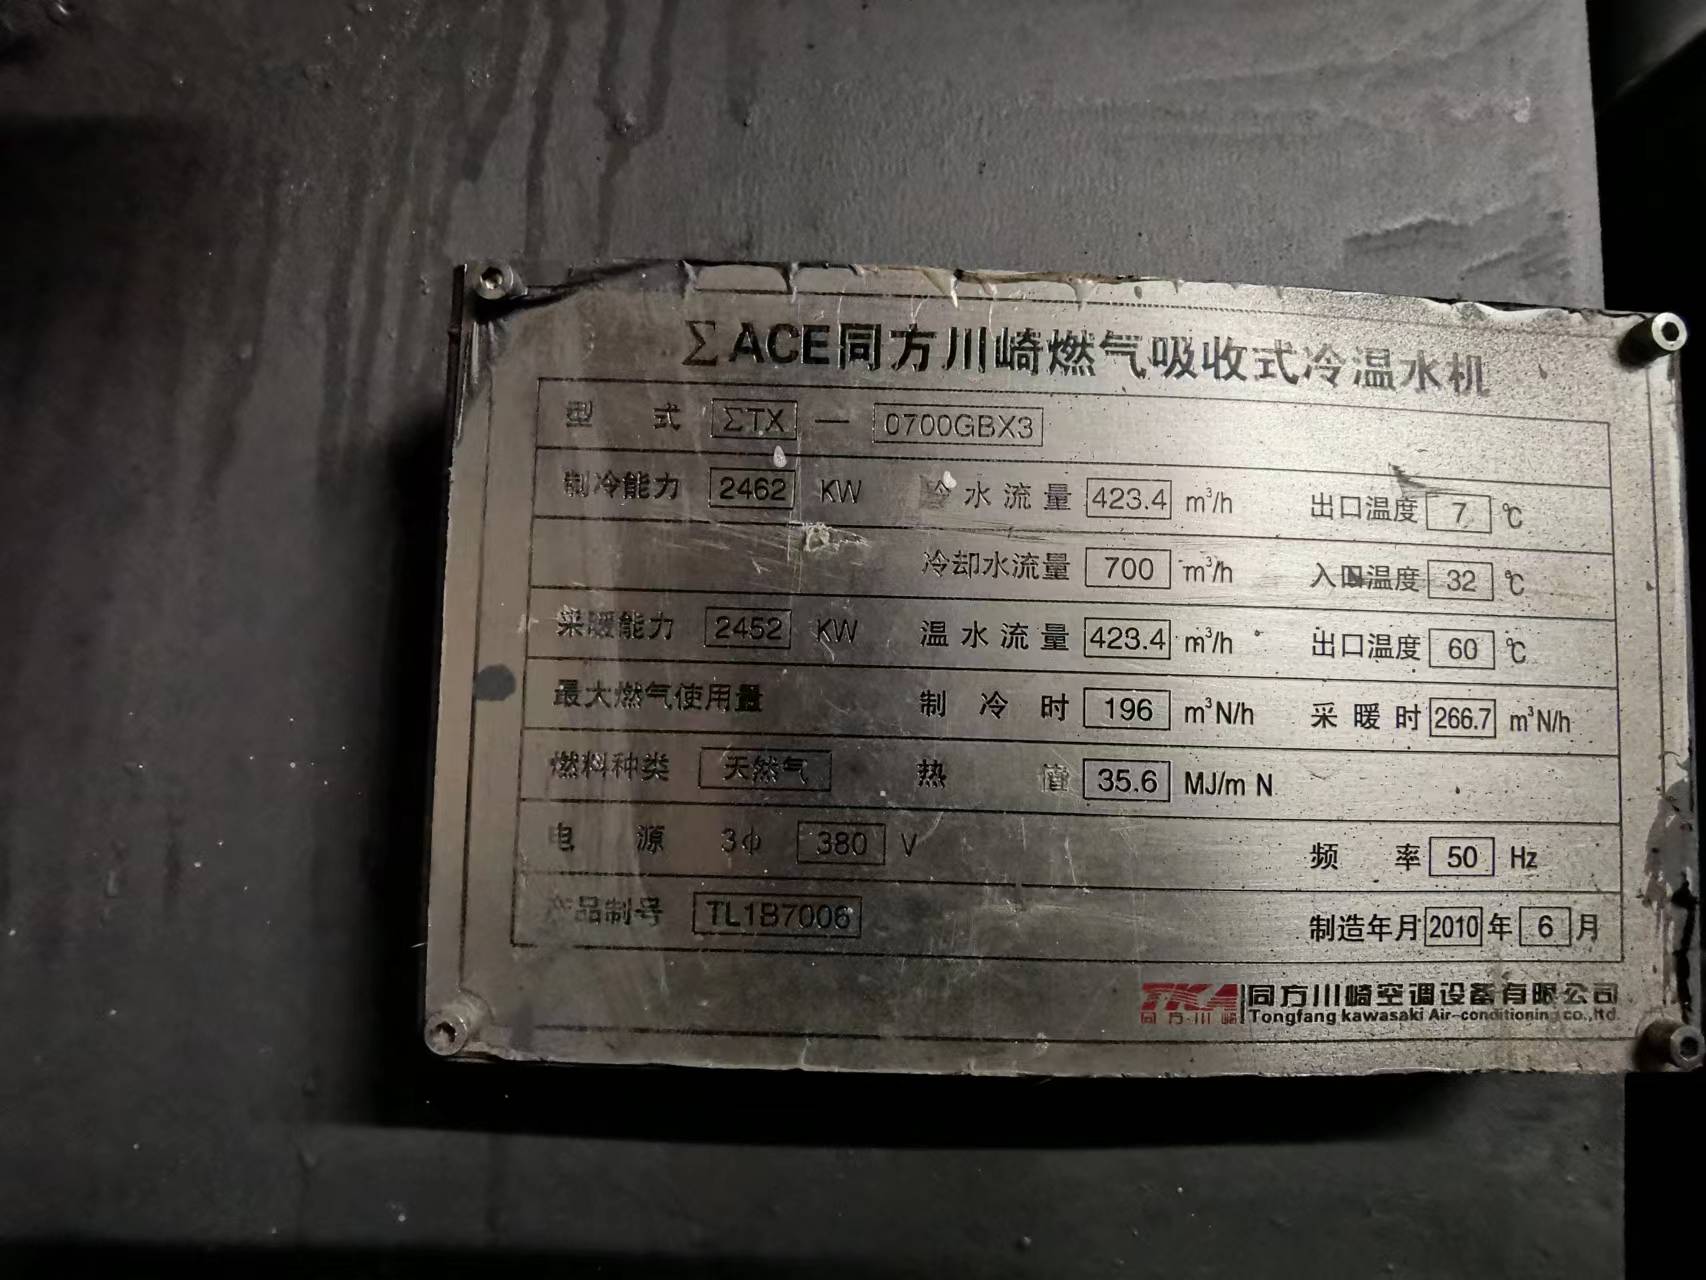 ΣACE同方川崎燃气吸收式冷温水机
型 式 ΣTX — 0700GBX3
制冷能力 2462 KW 冷水流量 423.4 m³/h 出口温度 7 ℃
冷却水流量 700 m³/h 入口温度 32 ℃
采暖能力 2452 KW 温水流量 423.4 m³/h 出口温度 60 ℃
最大燃气使用量 制冷时 196 m³N/h 采暖时 266.7 m³N/h
燃料种类 天然气 热值 35.6 MJ/m N
电 源 3φ 380 V 频 率 50 Hz
产品制号 TL1B7006 制造年月 2010 年 6 月
TKA 同方川崎空调设备有限公司
同方·川崎 Tongfang kawasaki Air-conditioning co.,ltd.